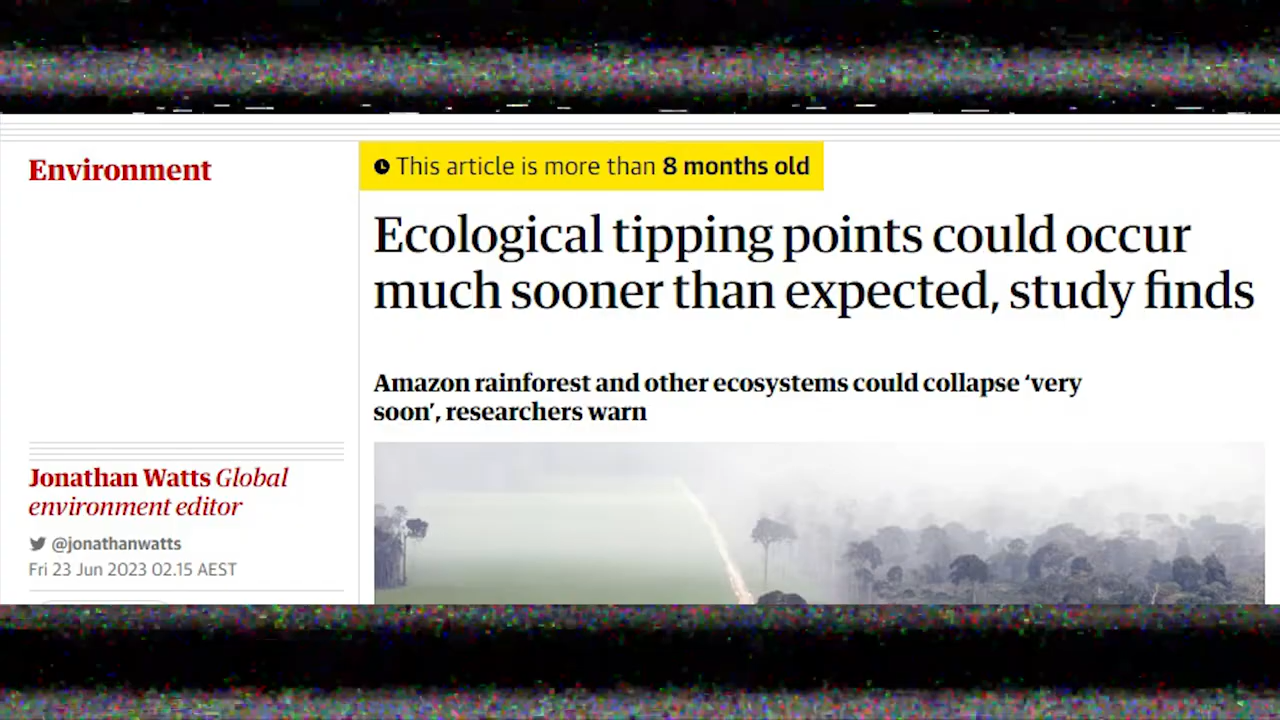 Environment
This article is more than 8 months old
Ecological tipping points could occur
much sooner than expected, study finds
Amazon rainforest and other ecosystems could collapse ‘very
soon’, researchers warn
Jonathan Watts Global
environment editor
@jonathanwatts
Fri 23 Jun 2023 02.15 AEST